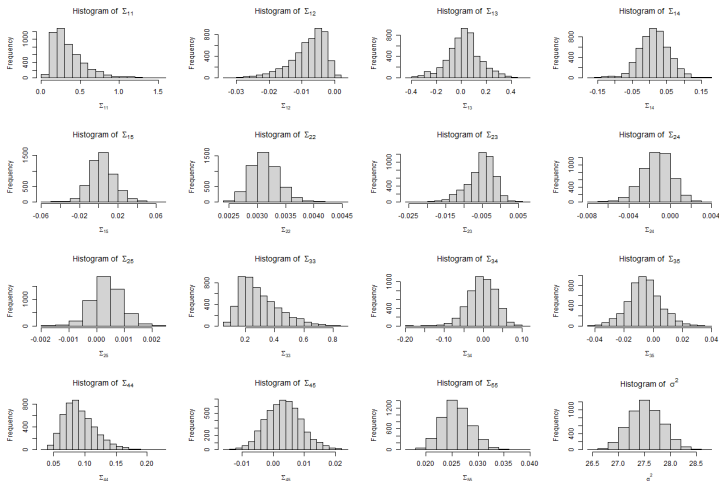 Histogram of Σ11
Frequency
0 400 1000
0.0 0.5 1.0 1.5
Σ11
Histogram of Σ12
Frequency
0 400 800
-0.03 -0.02 -0.01 0.00
Σ12
Histogram of Σ13
Frequency
0 400 800
-0.4 -0.2 0.0 0.2 0.4
Σ13
Histogram of Σ14
Frequency
0 400 800
-0.15 -0.05 0.05 0.15
Σ14
Histogram of Σ15
Frequency
0 500 1500
-0.06 -0.02 0.02 0.06
Σ15
Histogram of Σ22
Frequency
0 500 1500
0.0025 0.0030 0.0035 0.0040 0.0045
Σ22
Histogram of Σ23
Frequency
0 400 1000
-0.025 -0.015 -0.005 0.005
Σ23
Histogram of Σ24
Frequency
0 400 1000
-0.008 -0.004 0.000 0.004
Σ24
Histogram of Σ25
Frequency
0 1000
-0.002 -0.001 0.000 0.001 0.002
Σ25
Histogram of Σ33
Frequency
0 400 800
0.2 0.4 0.6 0.8
Σ33
Histogram of Σ34
Frequency
0 400 1000
-0.20 -0.10 0.00 0.10
Σ34
Histogram of Σ35
Frequency
0 400 800
-0.04 -0.02 0.00 0.02 0.04
Σ35
Histogram of Σ44
Frequency
0 400 800
0.05 0.10 0.15 0.20
Σ44
Histogram of Σ45
Frequency
0 200 500
-0.01 0.00 0.01 0.02
Σ45
Histogram of Σ55
Frequency
0 400 1200
0.020 0.025 0.030 0.035 0.040
Σ55
Histogram of σ²
Frequency
0 400 1000
26.5 27.0 27.5 28.0 28.5
σ²